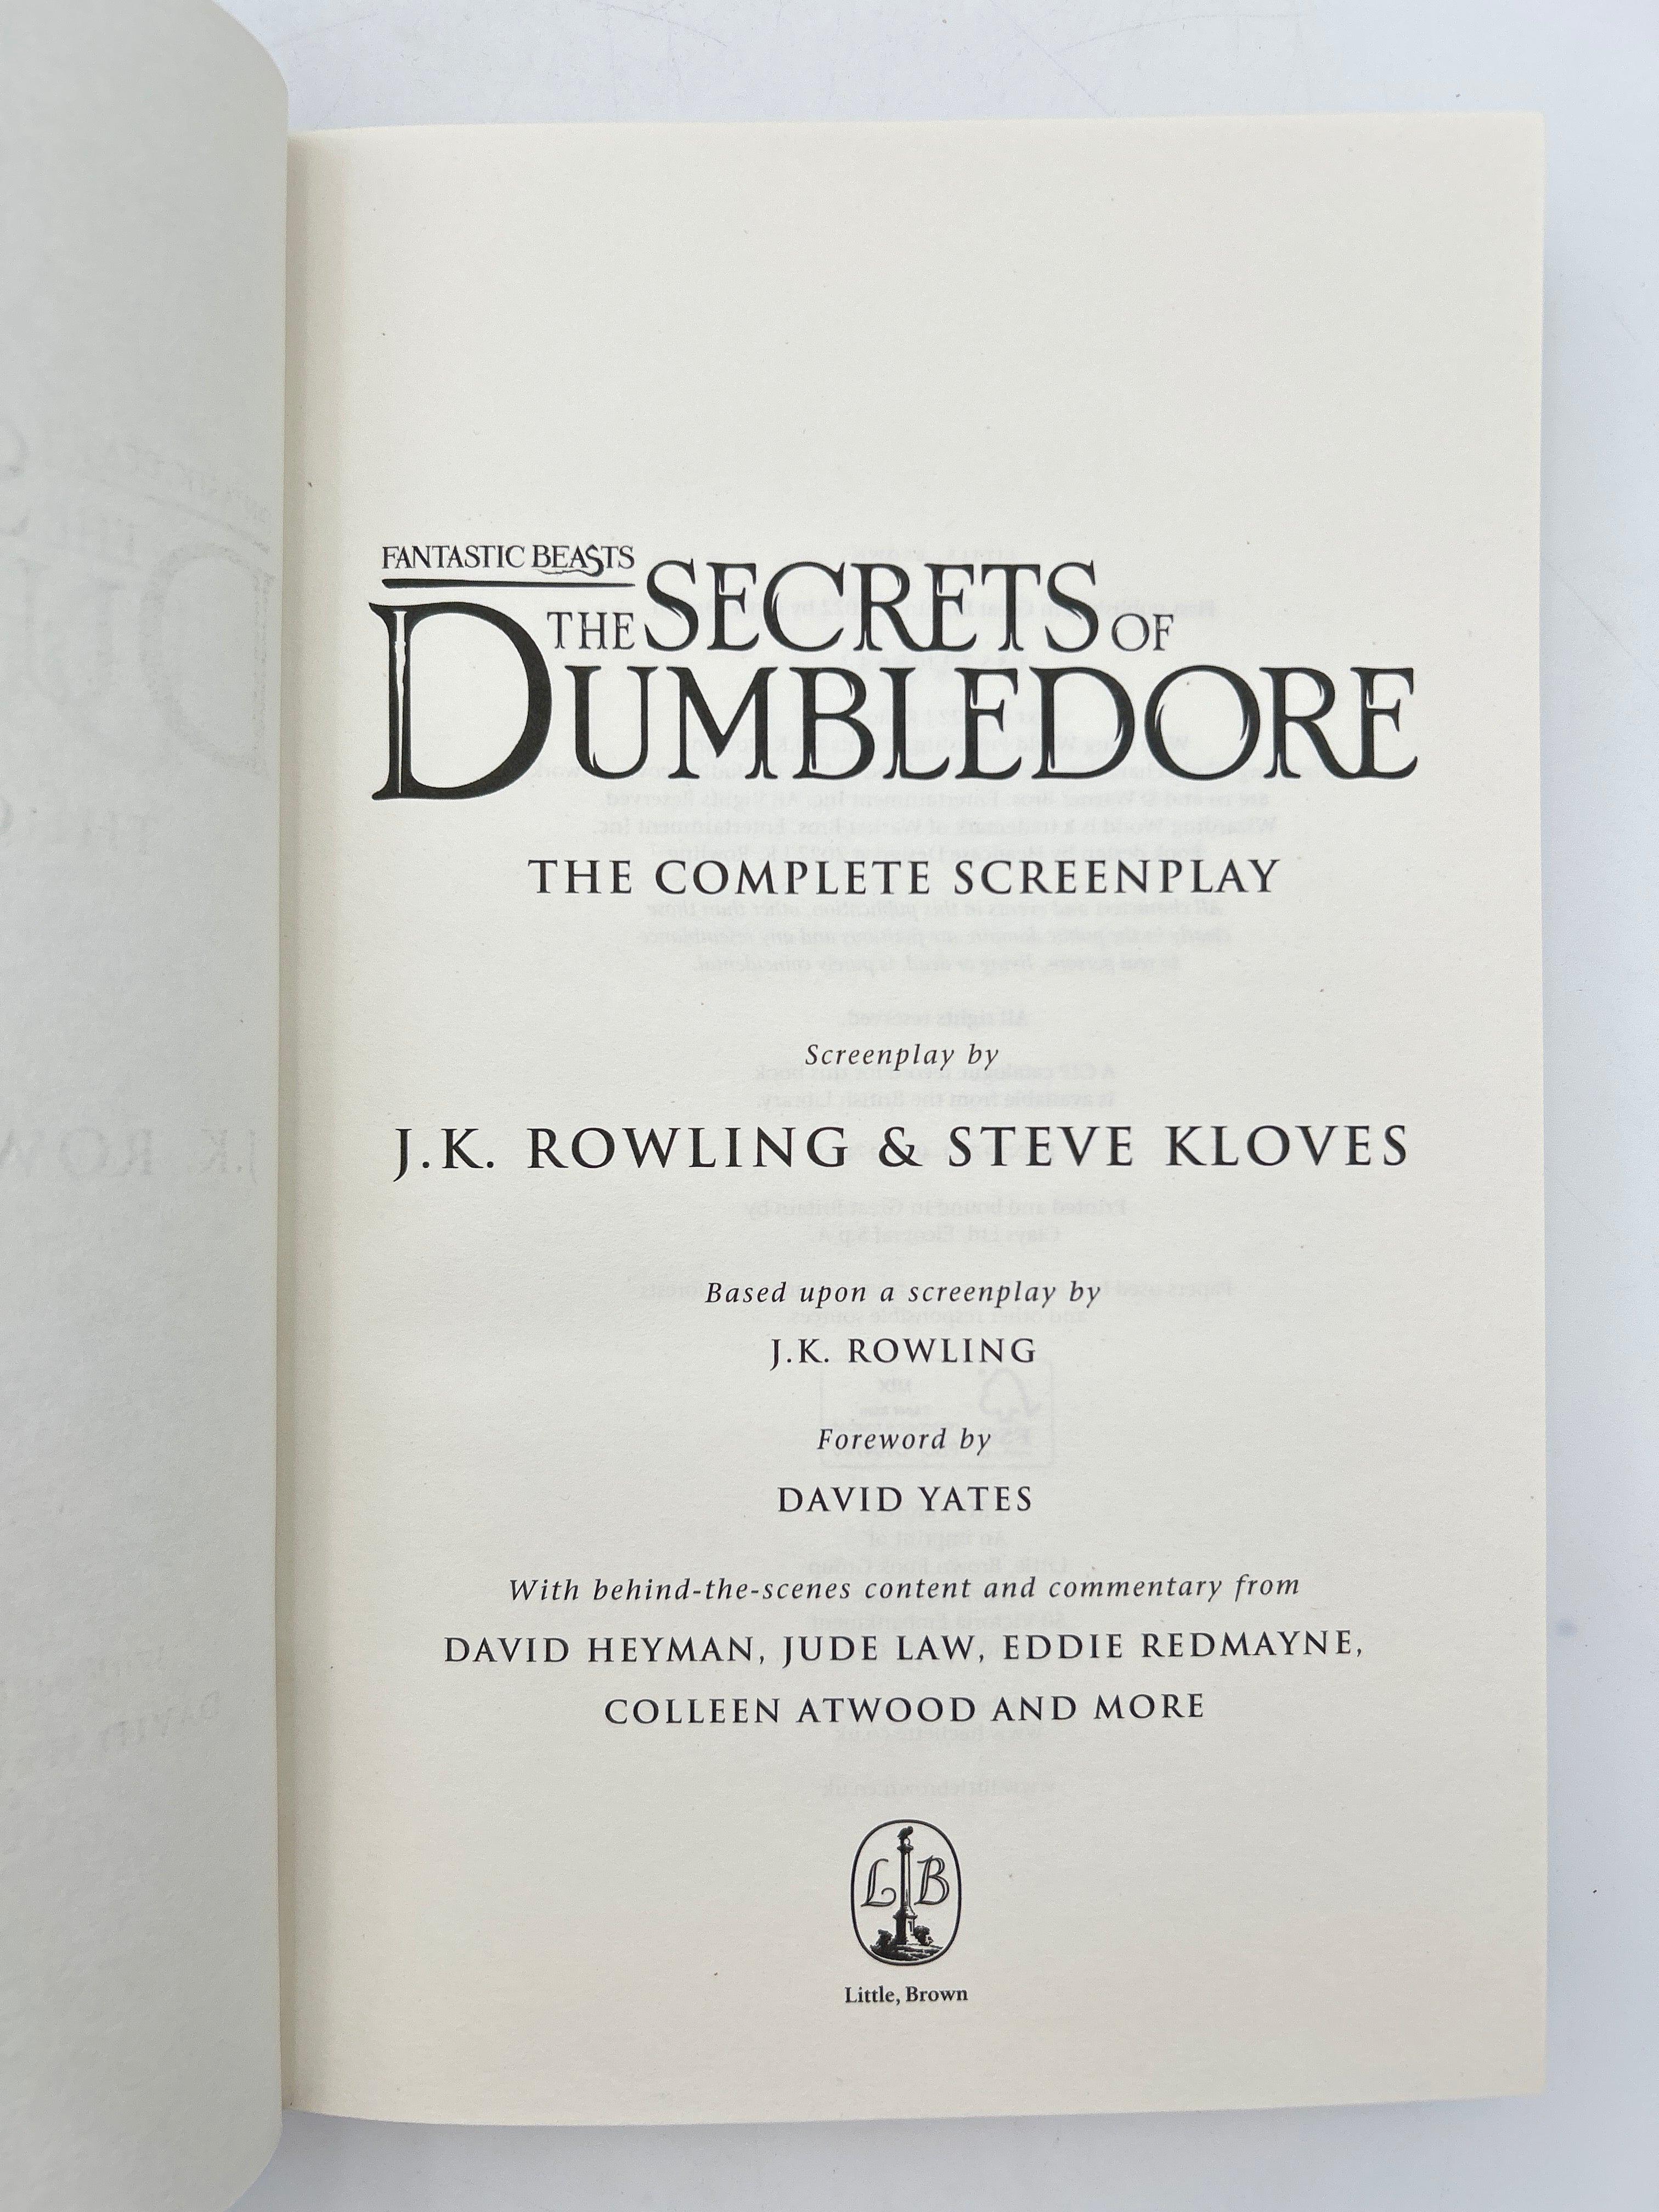 FANTASTIC BEASTS
THE SECRETS OF
DUMBLEDORE
THE COMPLETE SCREENPLAY
Screenplay by
J.K. ROWLING & STEVE KLOVES
Based upon a screenplay by
J.K. ROWLING
Foreword by
DAVID YATES
With behind-the-scenes content and commentary from
DAVID HEYMAN, JUDE LAW, EDDIE REDMAYNE,
COLLEEN ATWOOD AND MORE
L B
Little, Brown